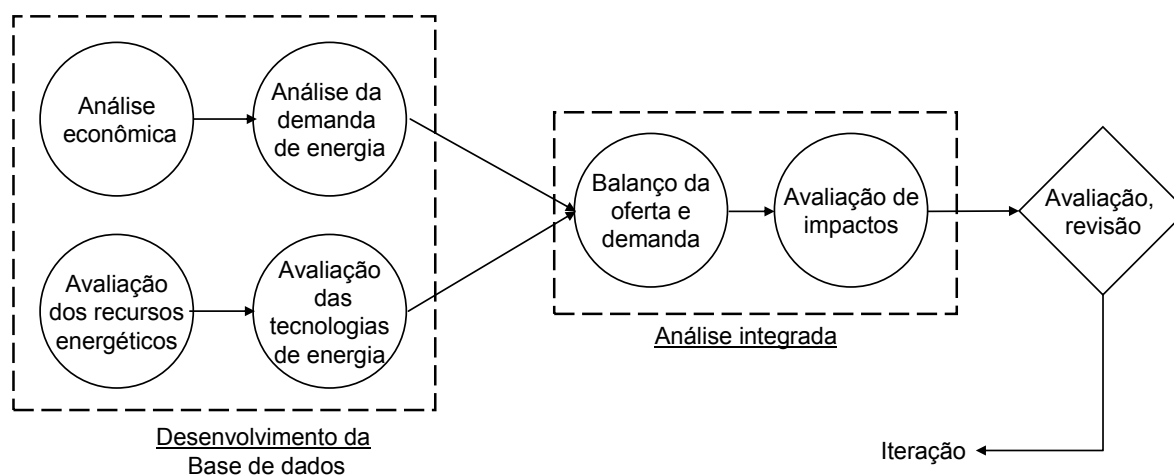 Análise
econômica
Análise da
demanda
de energia
Avaliação
dos recursos
energéticos
Avaliação
das
tecnologias
de energia
Desenvolvimento da
Base de dados
Balanço da
oferta e
demanda
Avaliação de
impactos
Análise integrada
Avaliação,
revisão
Iteração